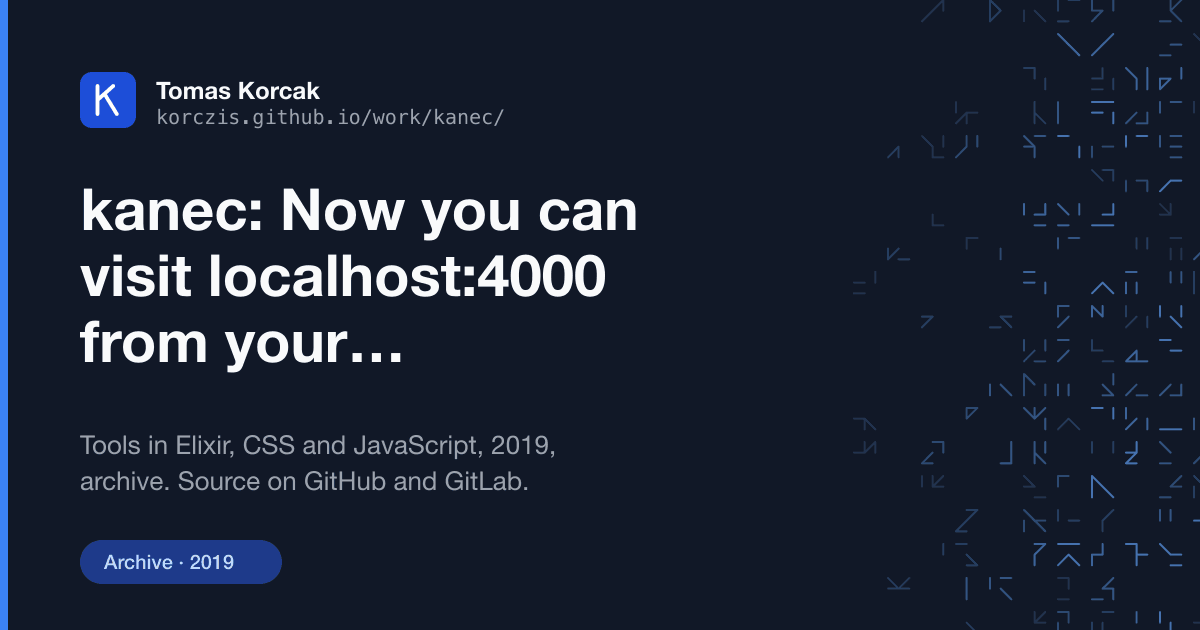 K
Tomas Korcak
korczis.github.io/work/kanec/
kanec: Now you can
visit localhost:4000
from your...
Tools in Elixir, CSS and JavaScript, 2019,
archive. Source on GitHub and GitLab.
Archive · 2019